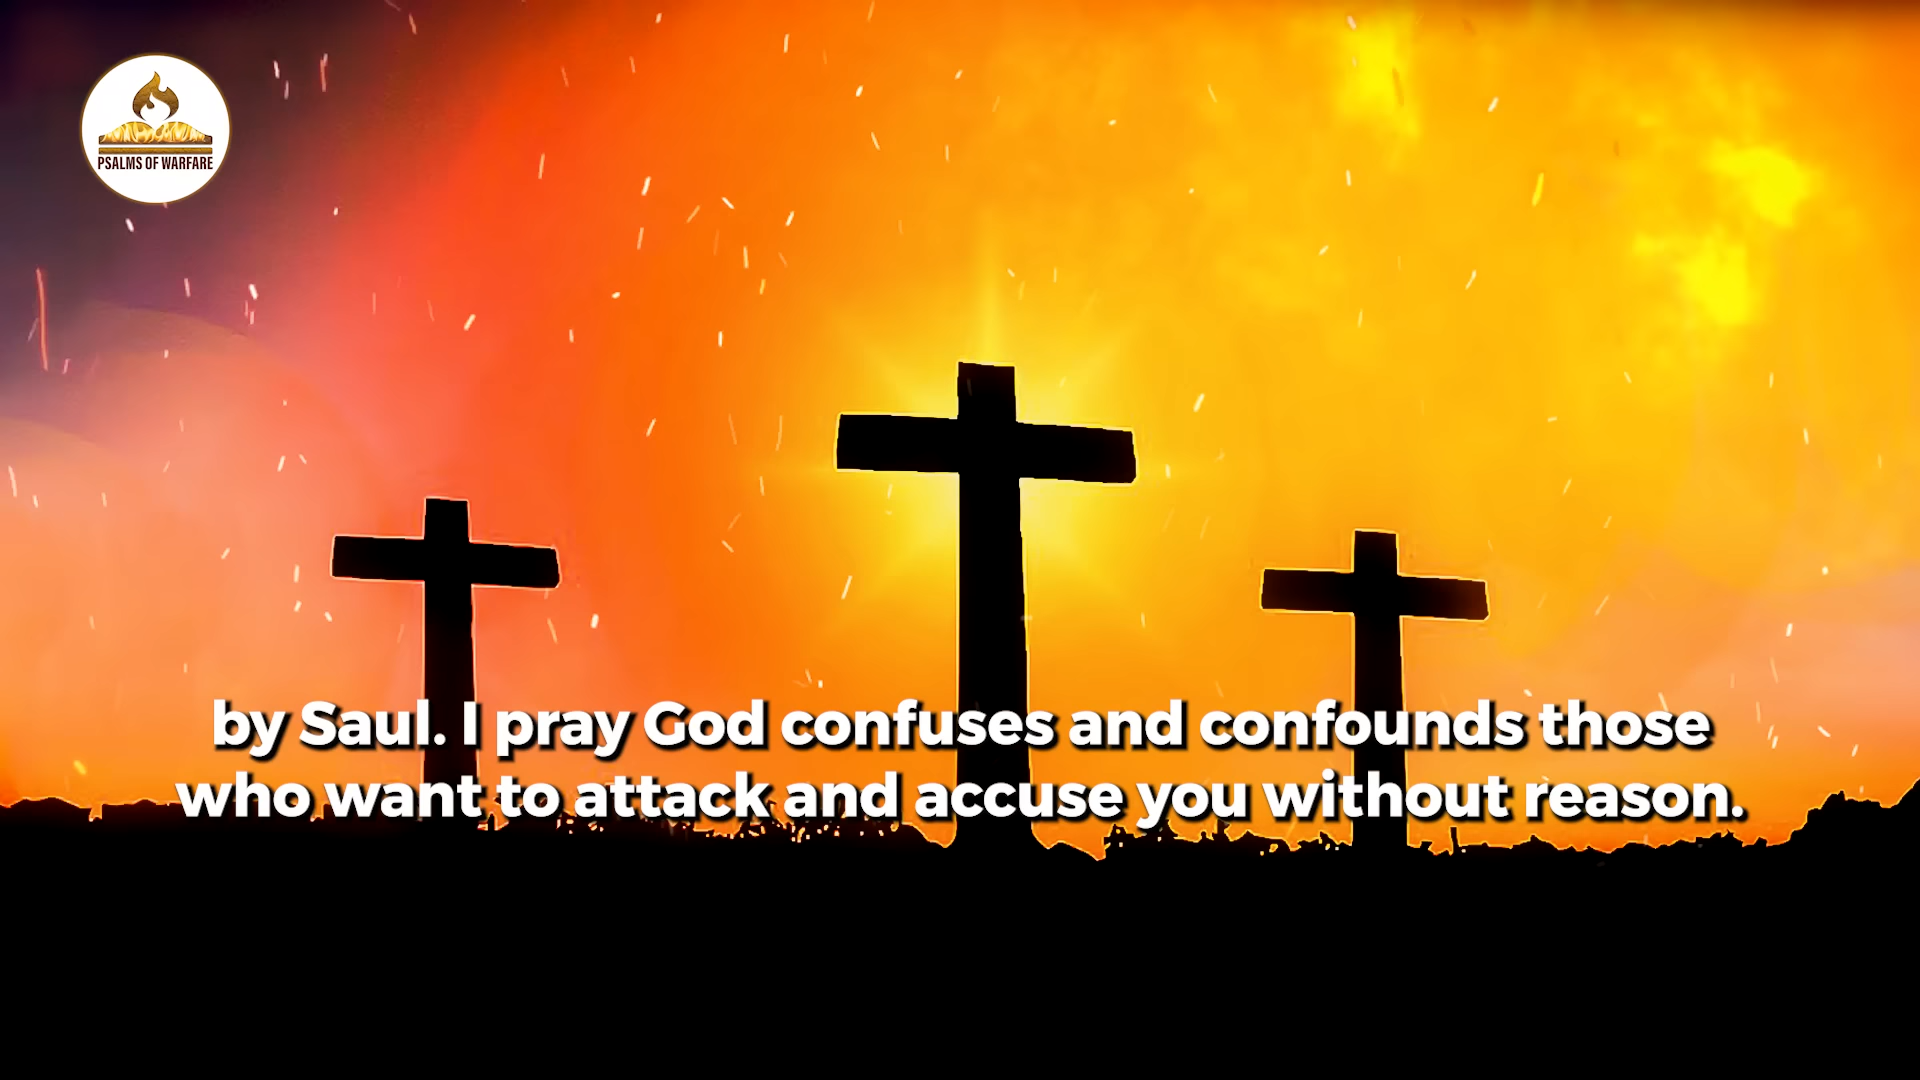 PSALMS OF WARFARE
by Saul. I pray God confuses and confounds those
who want to attack and accuse you without reason.